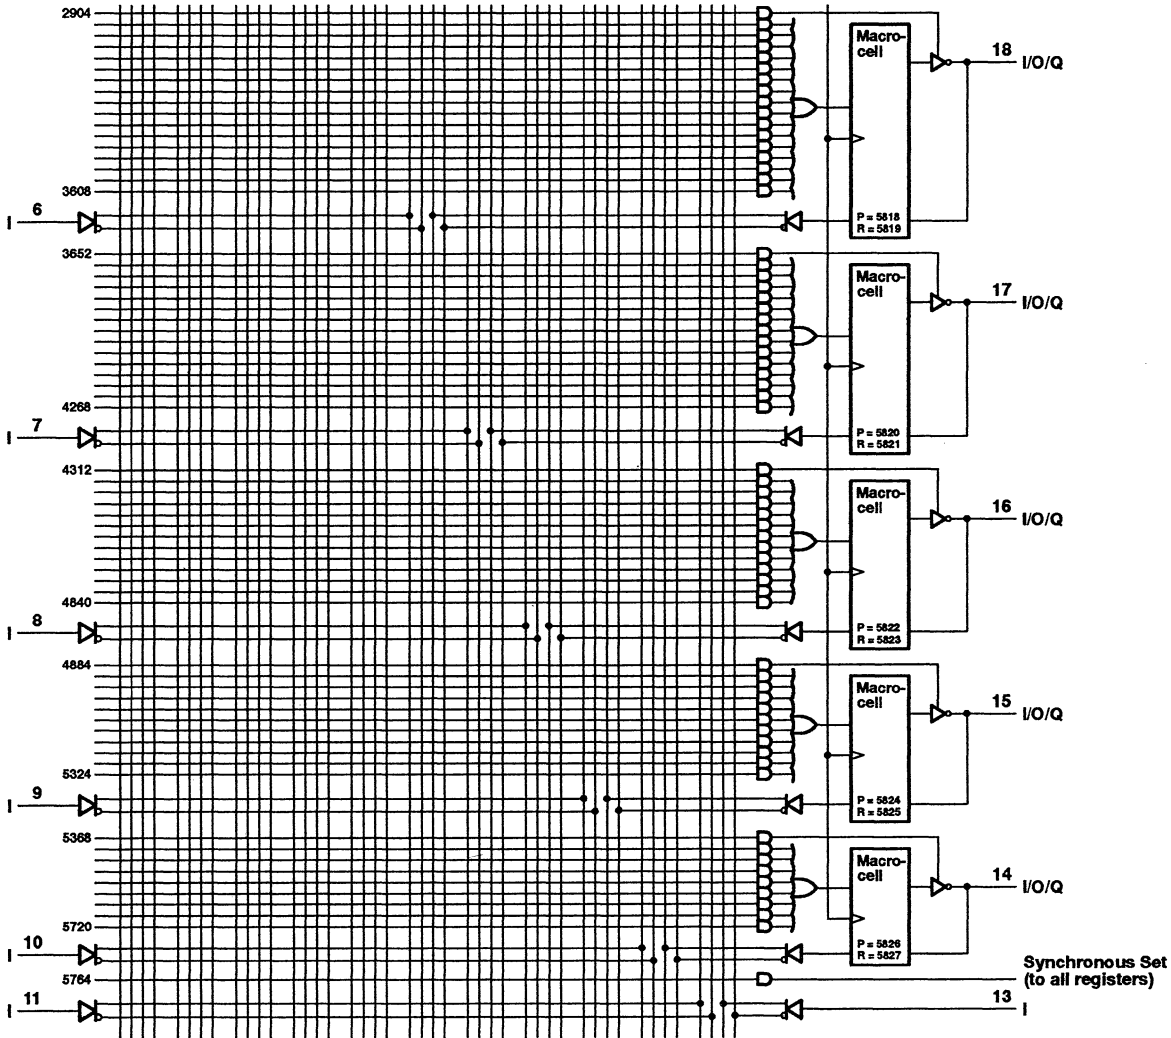 2904
Macro-
cell
18
I/O/Q
3608
6
I
P = 5818
R = 5819
3652
Macro-
cell
17
I/O/Q
4268
7
I
P = 5820
R = 5821
4312
Macro-
cell
16
I/O/Q
4840
8
I
P = 5822
R = 5823
4884
Macro-
cell
15
I/O/Q
5324
9
I
P = 5824
R = 5825
5368
Macro-
cell
14
I/O/Q
5720
10
I
P = 5826
R = 5827
5764
Synchronous Set
(to all registers)
11
I
13
I